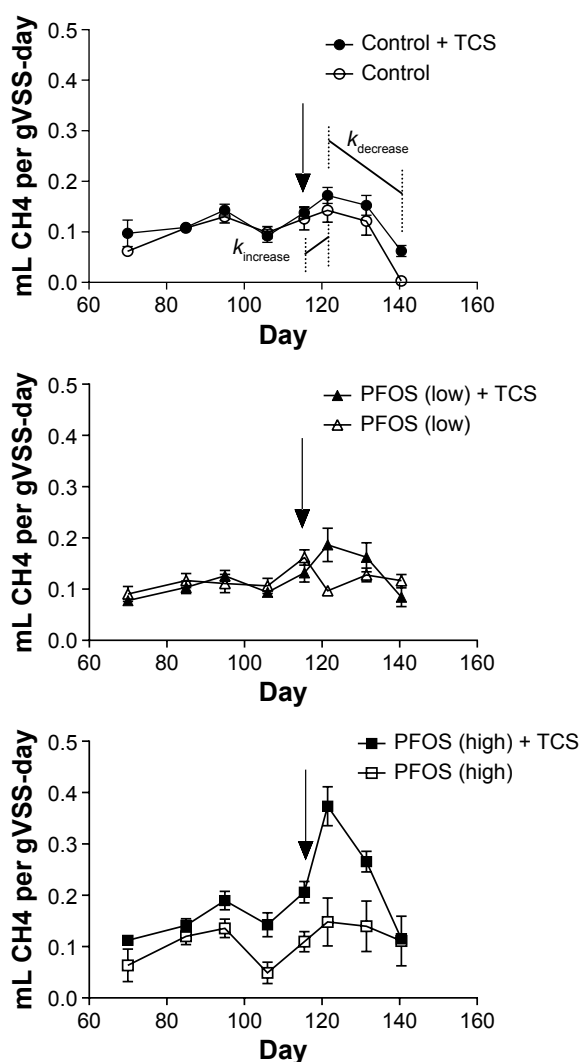 0.5
0.4
0.3
0.2
0.1
0.0
mL CH4 per gVSS-day
Control + TCS
Control
kdecrease
kincrease
60 80 100 120 140 160
Day
0.5
0.4
0.3
0.2
0.1
0.0
mL CH4 per gVSS-day
PFOS (low) + TCS
PFOS (low)
60 80 100 120 140 160
Day
0.5
0.4
0.3
0.2
0.1
0.0
mL CH4 per gVSS-day
PFOS (high) + TCS
PFOS (high)
60 80 100 120 140 160
Day